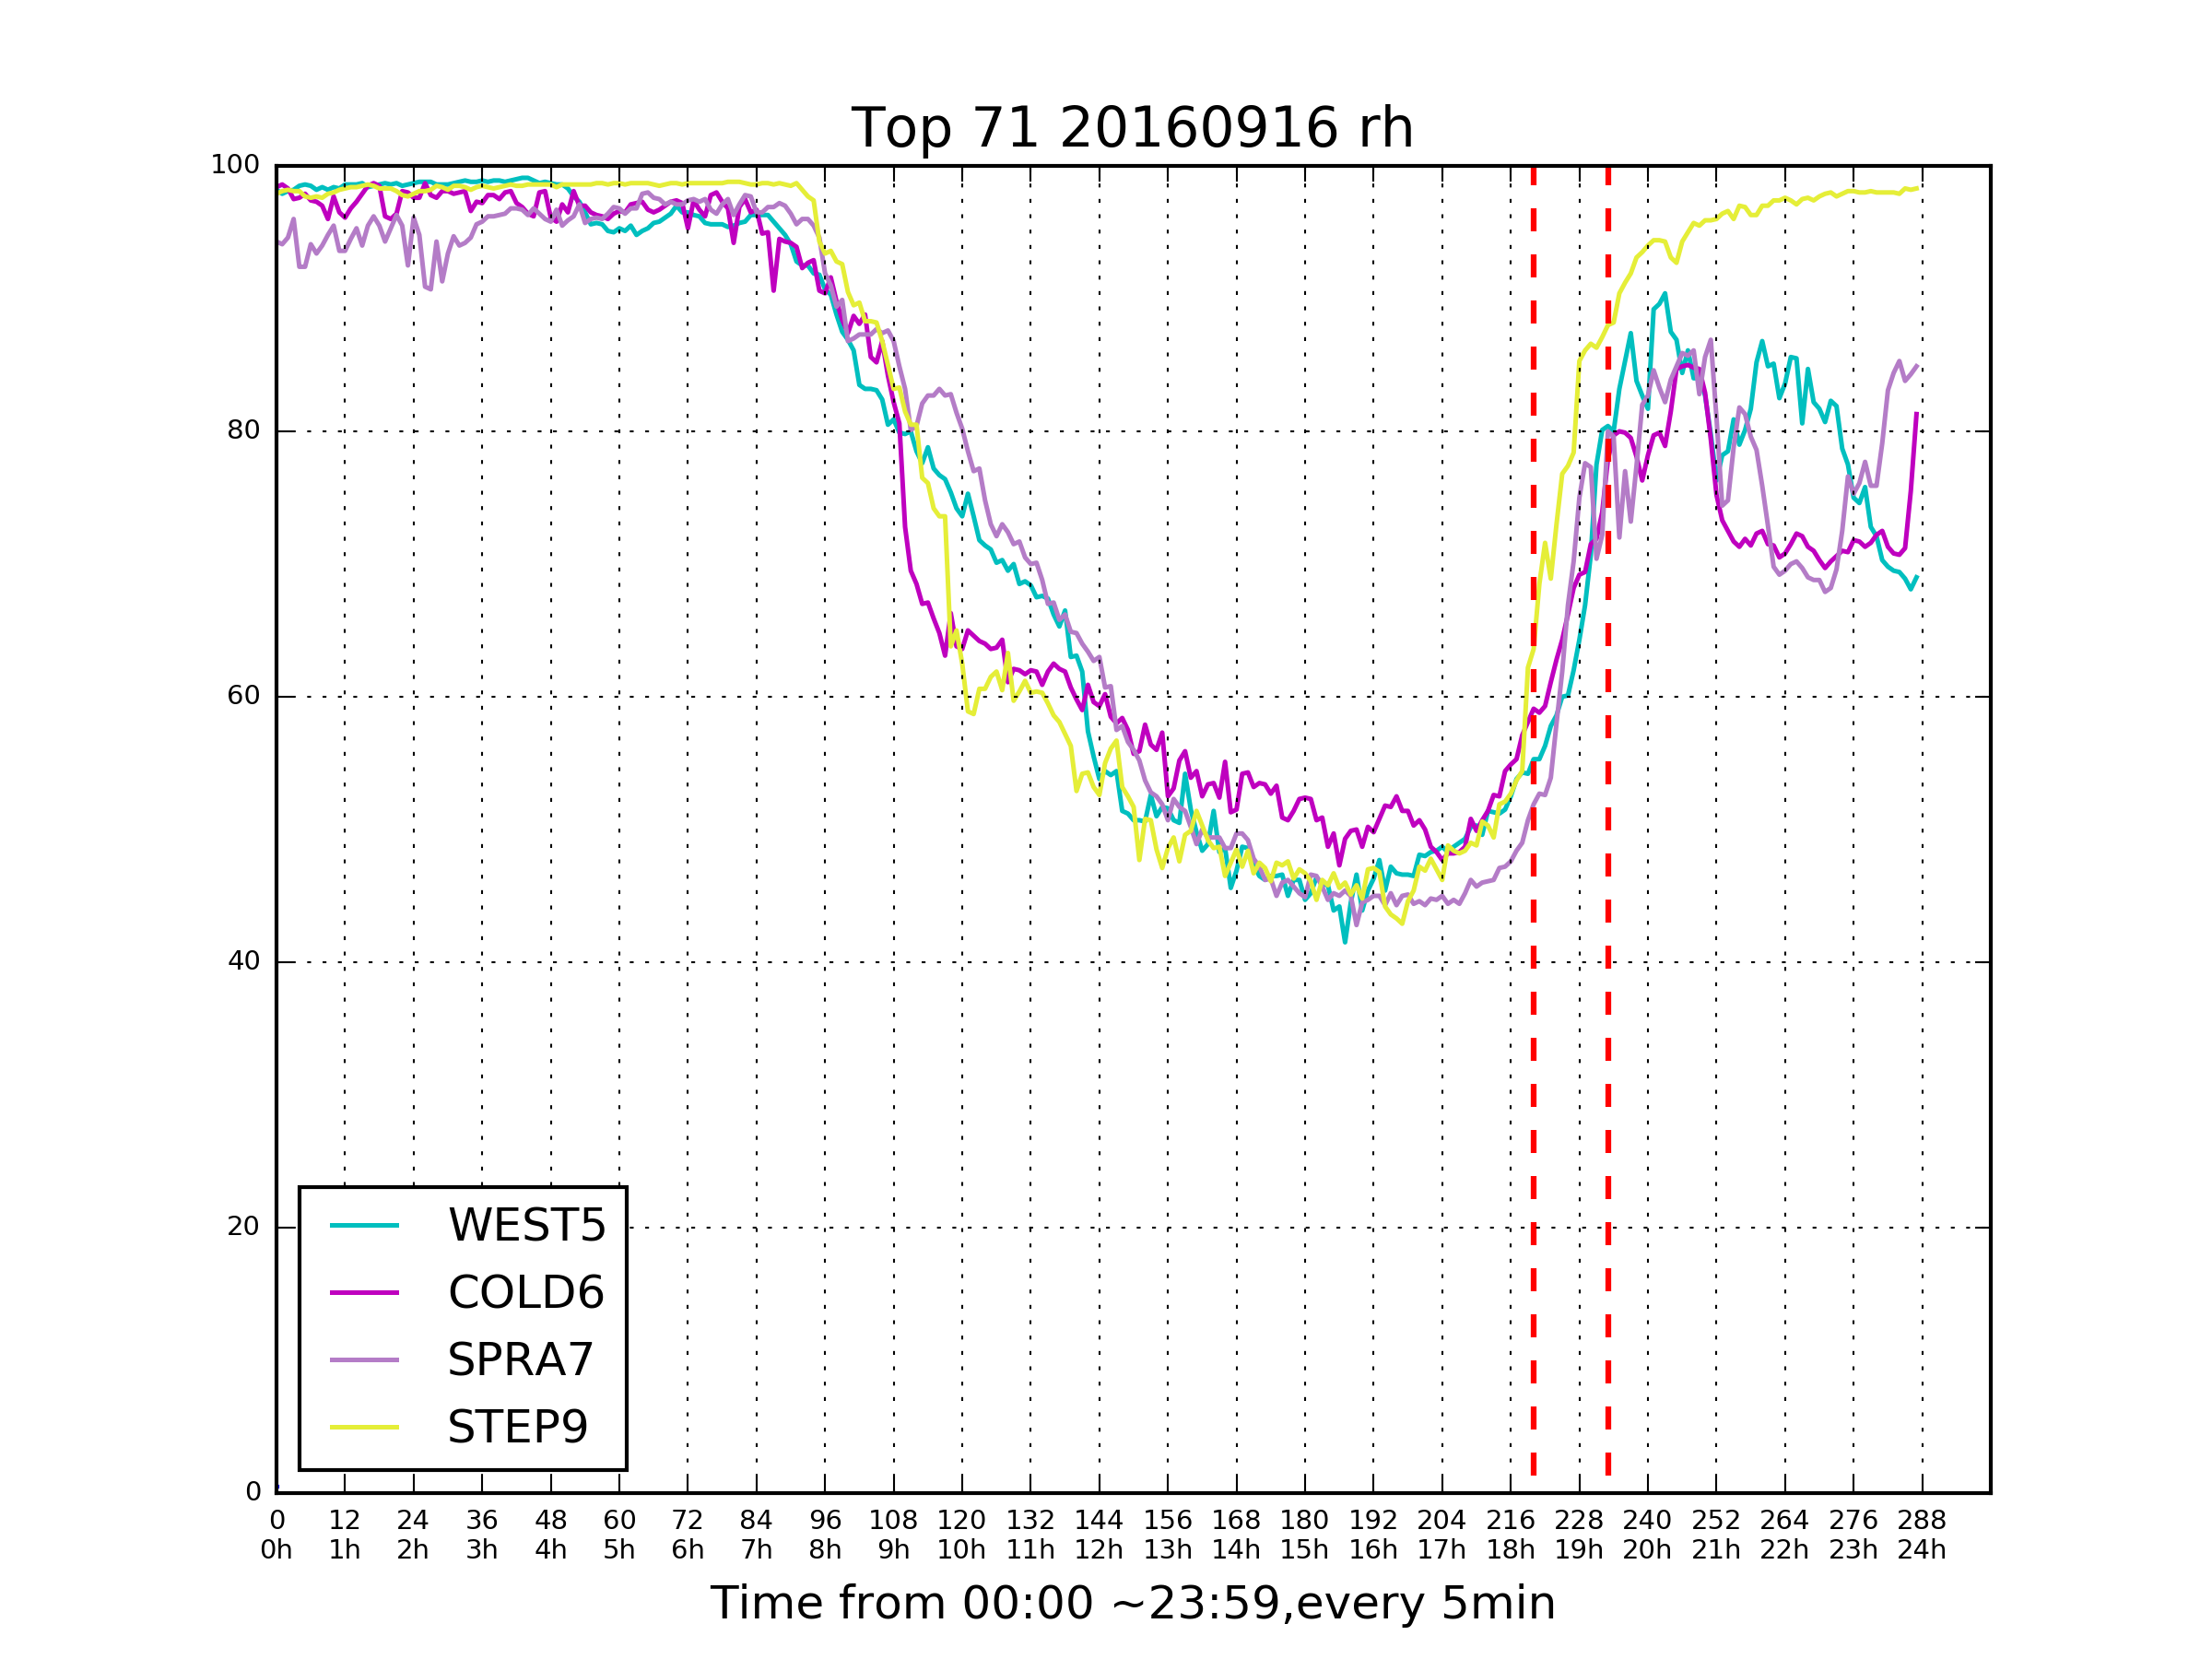 Top 71 20160916 rh
100
80
60
40
20
0
WEST5
COLD6
SPRA7
STEP9
0 12 24 36 48 60 72 84 96 108 120 132 144 156 168 180 192 204 216 228 240 252 264 276 288
0h 1h 2h 3h 4h 5h 6h 7h 8h 9h 10h 11h 12h 13h 14h 15h 16h 17h 18h 19h 20h 21h 22h 23h 24h
Time from 00:00 ~23:59,every 5min